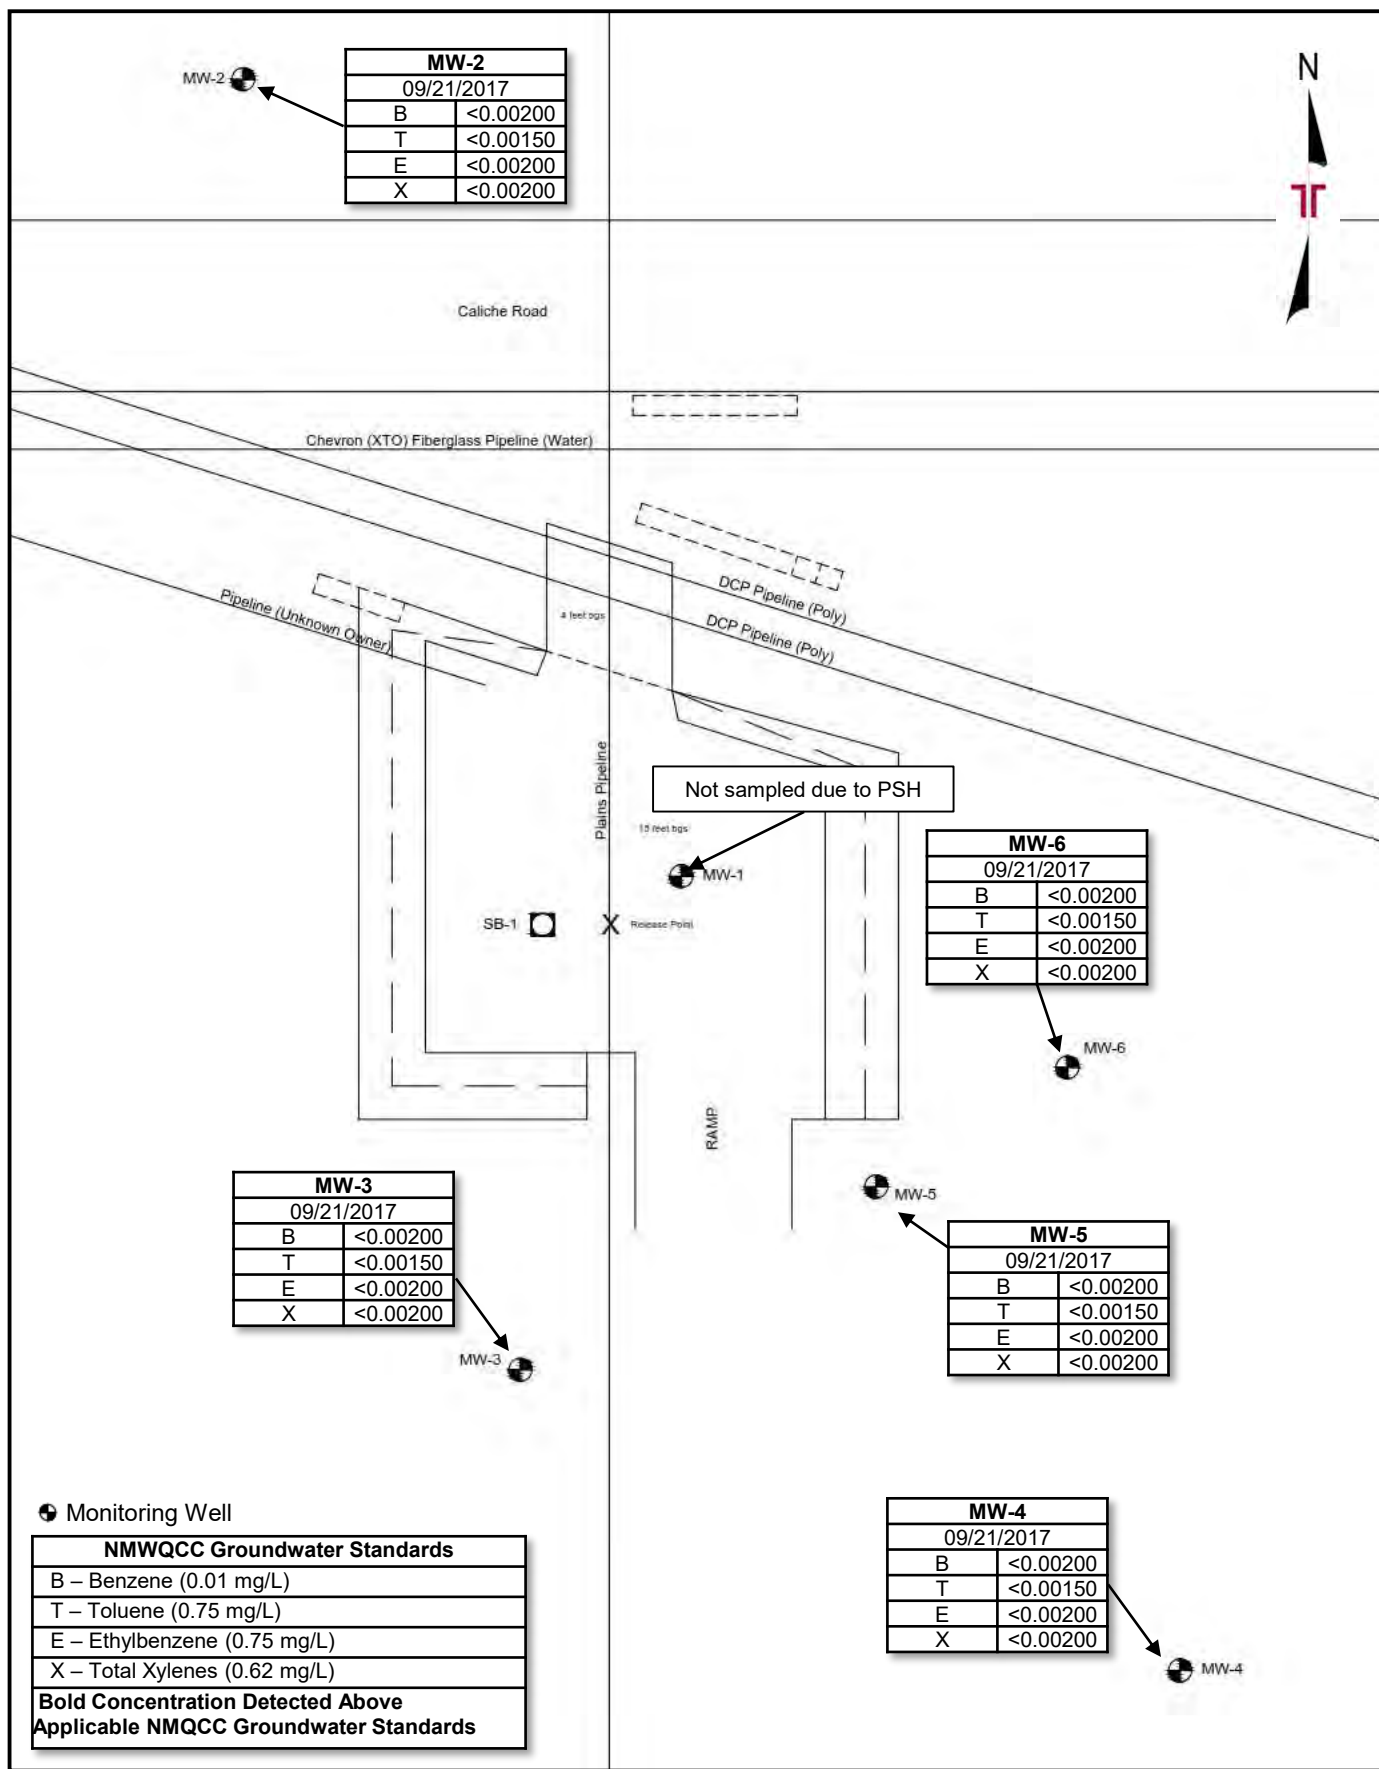 MW-2
MW-2
09/21/2017
B <0.00200
T <0.00150
E <0.00200
X <0.00200
N
Caliche Road
Chevron (XTO) Fiberglass Pipeline (Water)
DCP Pipeline (Poly)
DCP Pipeline (Poly)
Pipeline (Unknown Owner)
4 feet bgs
Plains Pipeline
Not sampled due to PSH
15 feet bgs
MW-1
SB-1
X Release Point
MW-6
09/21/2017
B <0.00200
T <0.00150
E <0.00200
X <0.00200
MW-6
RAMP
MW-3
09/21/2017
B <0.00200
T <0.00150
E <0.00200
X <0.00200
MW-3
MW-5
MW-5
09/21/2017
B <0.00200
T <0.00150
E <0.00200
X <0.00200
Monitoring Well
NMWQCC Groundwater Standards
B – Benzene (0.01 mg/L)
T – Toluene (0.75 mg/L)
E – Ethylbenzene (0.75 mg/L)
X – Total Xylenes (0.62 mg/L)
Bold Concentration Detected Above
Applicable NMQCC Groundwater Standards
MW-4
09/21/2017
B <0.00200
T <0.00150
E <0.00200
X <0.00200
MW-4